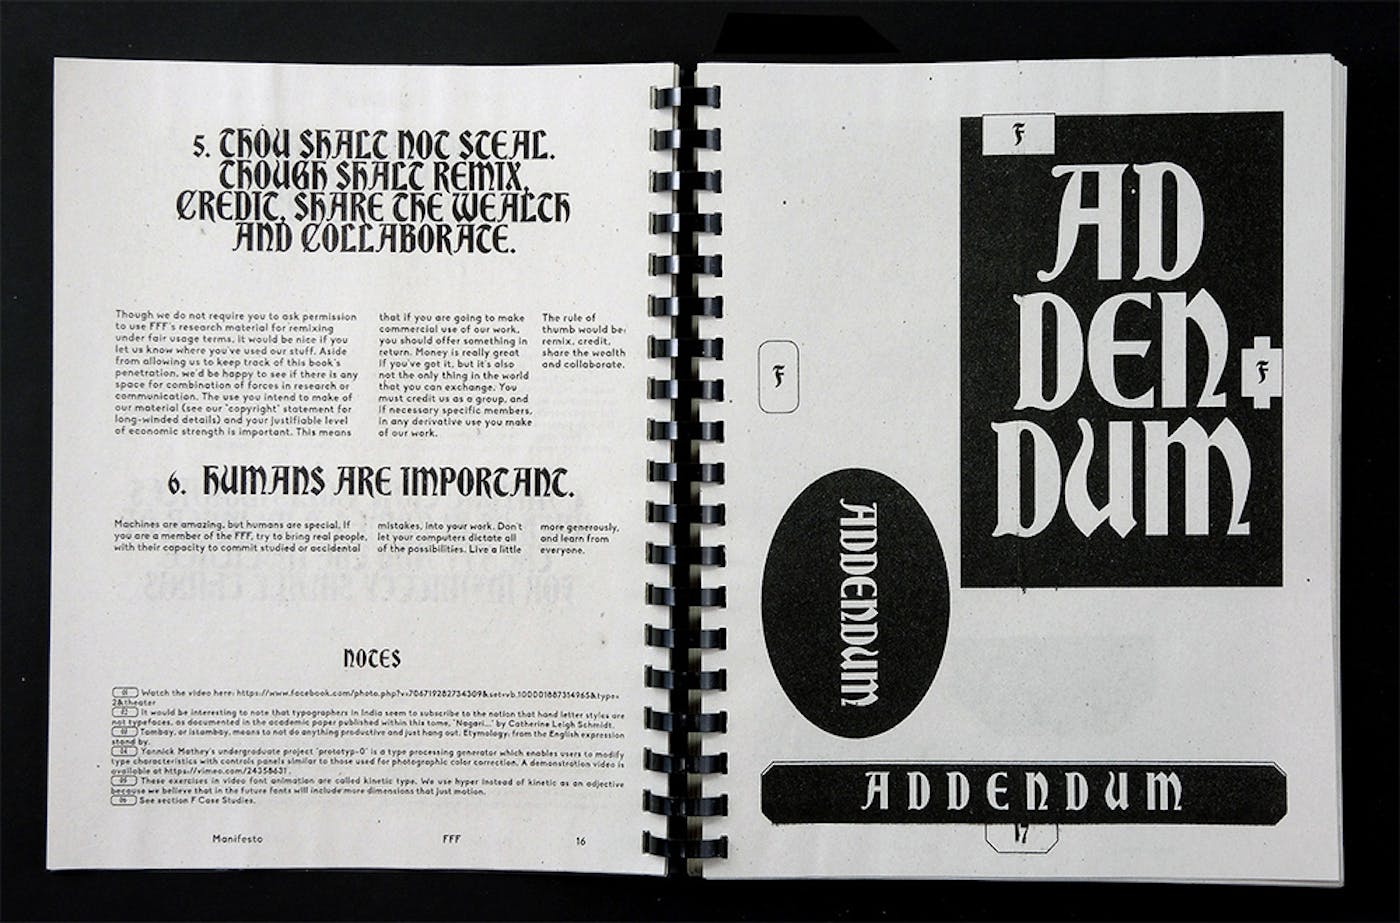 5. THOU SHALT NOT STEAL.
THOUGH SHALT REMIX,
CREDIT, SHARE THE WEALTH
AND COLLABORATE.
Though we do not require you to ask permission
to use FFF's research material for remixing
under fair usage terms. It would be nice if you
let us know where you've used our stuff. Aside
from allowing us to keep track of this book's
penetration, we'd be happy to see if there is any
space for combination of forces in research or
communication. The use you intend to make of
our material (see our "copyright" statement for
long-winded details) and your justifiable level
of economic strength is important. This means
that if you are going to make
commercial use of our work,
you should offer something in
return. Money is really great
if you've got it, but it's also
not the only thing in the world
that you can exchange. You
must credit us as a group, and
if necessary specific members,
in any derivative use you make
of our work.
The rule of
thumb would be:
remix, credit,
share the wealth
and collaborate.
6. HUMANS ARE IMPORTANT.
Machines are amazing, but humans are special. If
you are a member of the FFF, try to bring real people,
with their capacity to commit studied or accidental
mistakes, into your work. Don't
let your computers dictate all
of the possibilities. Live a little
more generously,
and learn from
everyone.
NOTES
01 Watch the video here: https://www.facebook.com/photo.php?v=706719282734309&set=vb.100001887314965&type=
2&theater
02 It would be interesting to note that typographers in India seem to subscribe to the notion that hand letter styles are
not typefaces, as documented in the academic paper published within this tome, "Nagari..." by Catherine Leigh Schmidt.
03 Tambay, or istambay, means to not do anything productive and just hang out. Etymology: from the English expression
stand by.
04 Yannick Mathey's undergraduate project "prototyp-0" is a type processing generator which enables users to modify
type characteristics with controls panels similar to those used for photographic color correction. A demonstration video is
available at https://vimeo.com/24358631.
05 These exercises in video font animation are called kinetic type. We use hyper instead of kinetic as an adjective
because we believe that in the future fonts will include more dimensions that just motion.
06 See section F Case Studies.
Manifesto FFF 16
F
AD
DEN
DUM
F
F
ADDENDUM
ADDENDUM
17